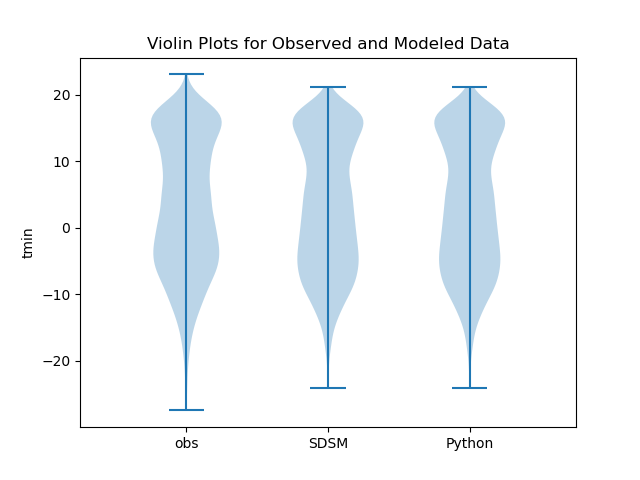 Violin Plots for Observed and Modeled Data
tmin
20
10
0
−10
−20
obs
SDSM
Python